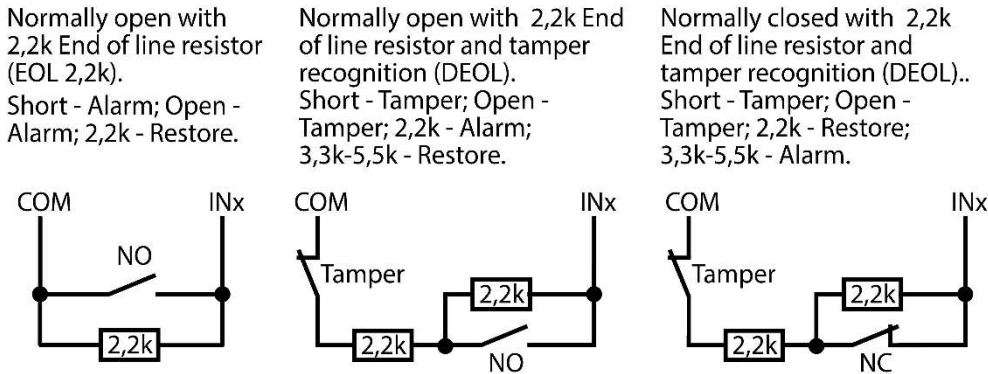 Normally open with
2,2k End of line resistor
(EOL 2,2k).
Short - Alarm; Open -
Alarm; 2,2k - Restore.
COM
INx
NO
2,2k
Normally open with 2,2k End
of line resistor and tamper
recognition (DEOL).
Short - Tamper; Open -
Tamper; 2,2k - Alarm;
3,3k-5,5k - Restore.
COM
INx
Tamper
2,2k
2,2k
NO
Normally closed with 2,2k
End of line resistor and
tamper recognition (DEOL)..
Short - Tamper; Open -
Tamper; 2,2k - Restore;
3,3k-5,5k - Alarm.
COM
INx
Tamper
2,2k
2,2k
NC